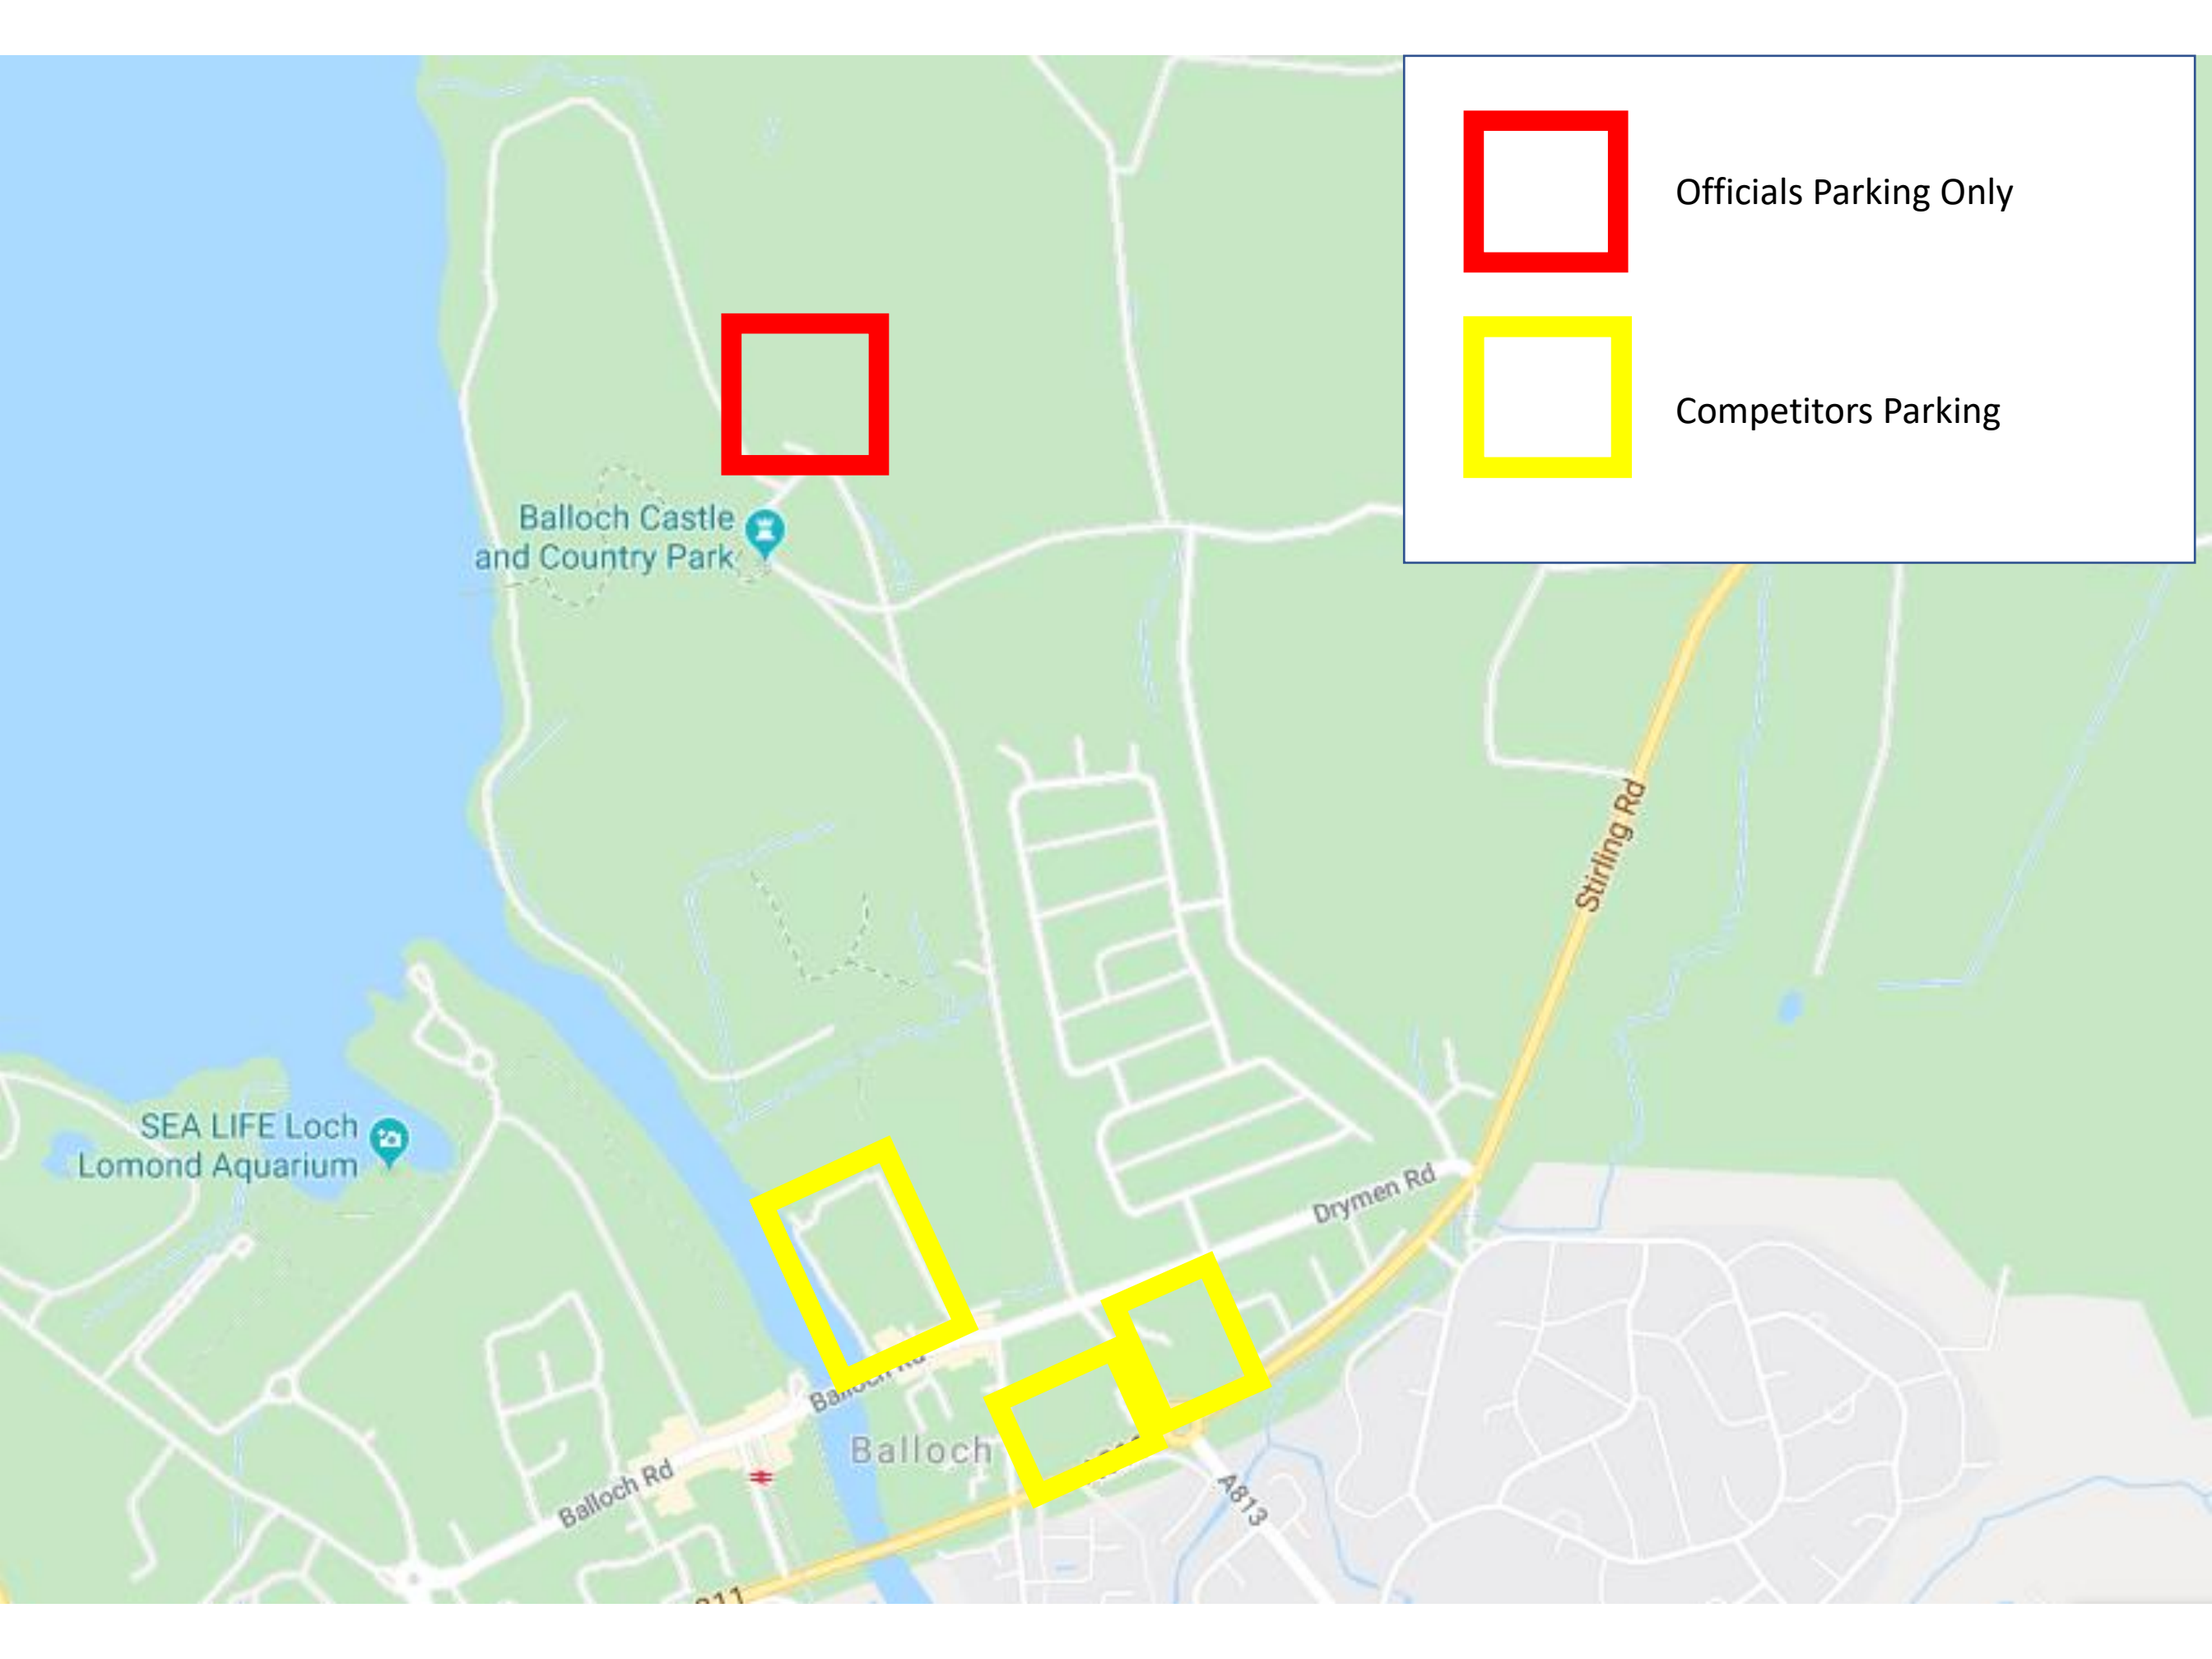 Officials Parking Only
Competitors Parking
Balloch Castle
and Country Park
Stirling Rd
SEA LIFE Loch
Lomond Aquarium
Drymen Rd
Balloch
Balloch Rd
A813